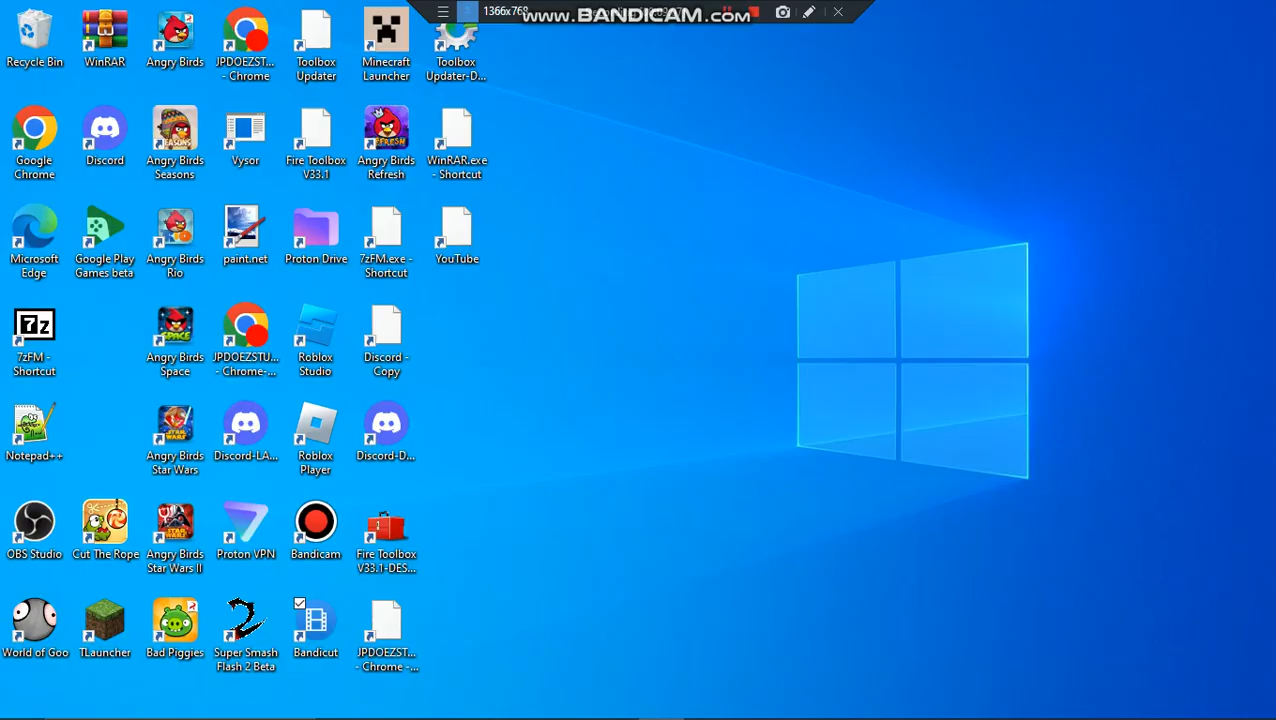 1366x768
www.BANDICAM.com
Recycle Bin
WinRAR
Angry Birds
JPDOEZST...
- Chrome
Toolbox
Updater
Minecraft
Launcher
Toolbox
Updater-D...
Google
Chrome
Discord
Angry Birds
Seasons
Vysor
Fire Toolbox
V33.1
Angry Birds
Refresh
WinRAR.exe
- Shortcut
Microsoft
Edge
Google Play
Games beta
Angry Birds
Rio
paint.net
Proton Drive
7zFM.exe -
Shortcut
YouTube
7zFM -
Shortcut
Angry Birds
Space
JPDOEZSTU...
- Chrome-...
Roblox
Studio
Discord -
Copy
Notepad++
Angry Birds
Star Wars
Discord-LA...
Roblox
Player
Discord-D...
OBS Studio
Cut The Rope
Angry Birds
Star Wars II
Proton VPN
Bandicam
Fire Toolbox
V33.1-DES...
World of Goo
TLauncher
Bad Piggies
Super Smash
Flash 2 Beta
Bandicut
JPDOEZST...
- Chrome -...